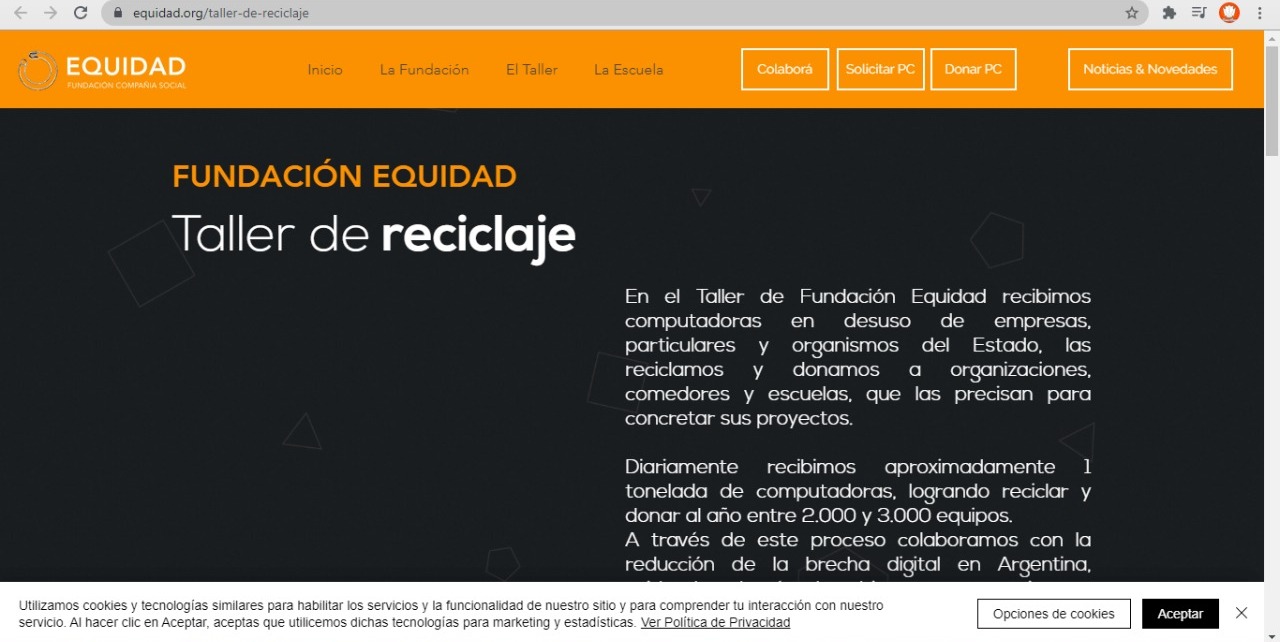 equidad.org/taller-de-reciclaje
EQUIDAD
FUNDACIÓN COMPAÑIA SOCIAL
Inicio
La Fundación
El Taller
La Escuela
Colaborá
Solicitar PC
Donar PC
Noticias & Novedades
FUNDACIÓN EQUIDAD
Taller de reciclaje
En el Taller de Fundación Equidad recibimos
computadoras en desuso de empresas,
particulares y organismos del Estado, las
reciclamos y donamos a organizaciones,
comedores y escuelas, que las precisan para
concretar sus proyectos.
Diariamente recibimos aproximadamente 1
tonelada de computadoras, logrando reciclar y
donar al año entre 2.000 y 3.000 equipos.
A través de este proceso colaboramos con la
reducción de la brecha digital en Argentina,
Utilizamos cookies y tecnologías similares para habilitar los servicios y la funcionalidad de nuestro sitio y para comprender tu interacción con nuestro
servicio. Al hacer clic en Aceptar, aceptas que utilicemos dichas tecnologías para marketing y estadísticas. Ver Política de Privacidad
Opciones de cookies
Aceptar